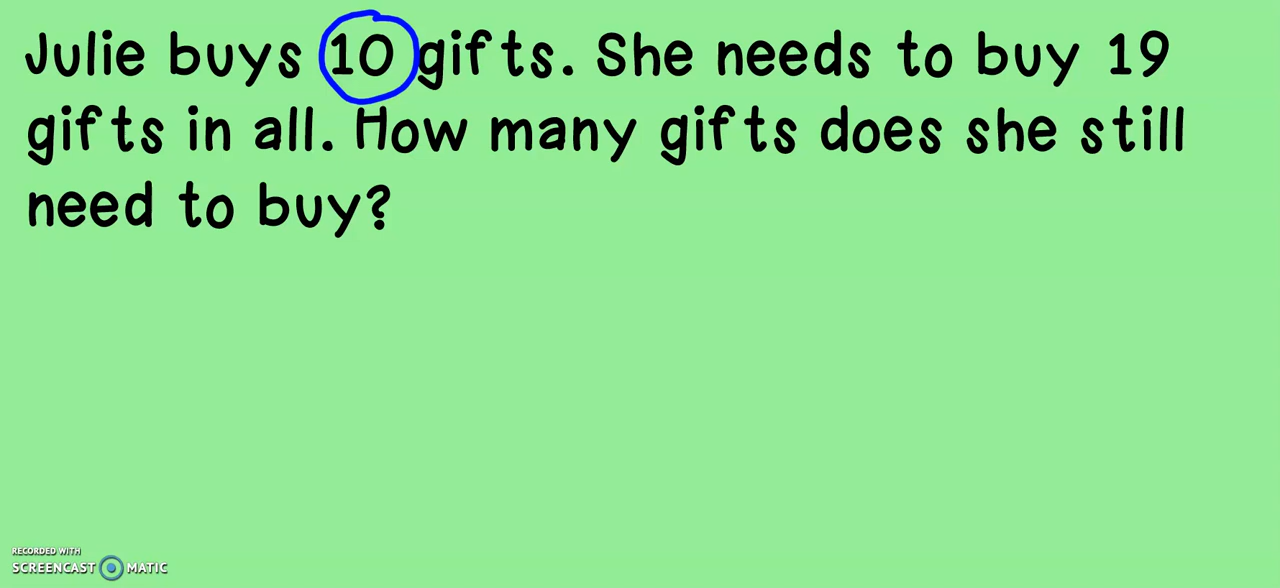 Julie buys 10 gifts. She needs to buy 19
gifts in all. How many gifts does she still
need to buy?
RECORDED WITH
SCREENCAST MATIC